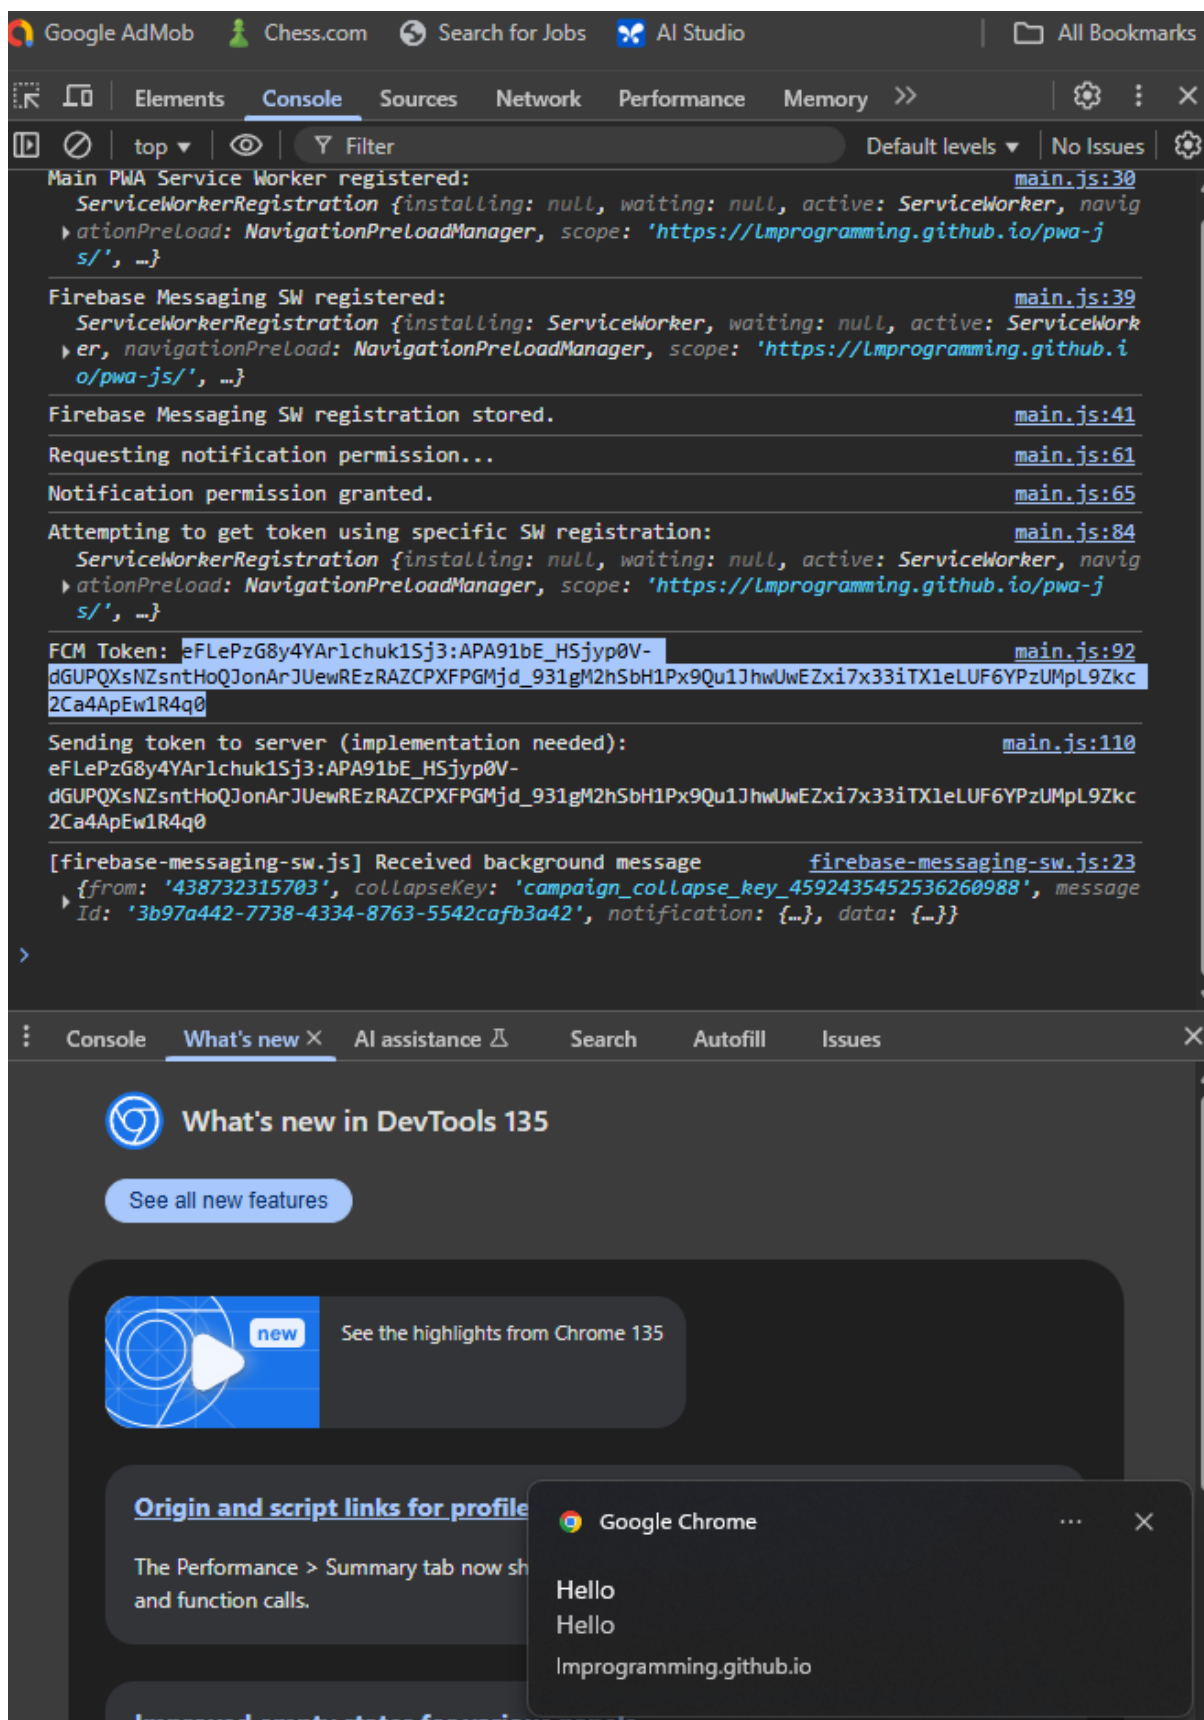 Google AdMob Chess.com Search for Jobs AI Studio All Bookmarks
Elements Console Sources Network Performance Memory
top Filter Default levels No Issues
Main PWA Service Worker registered: main.js:30
ServiceWorkerRegistration {installing: null, waiting: null, active: ServiceWorker, navig
ationPreload: NavigationPreloadManager, scope: 'https://lmprogramming.github.io/pwa-j
s/', …}
Firebase Messaging SW registered: main.js:39
ServiceWorkerRegistration {installing: ServiceWorker, waiting: null, active: ServiceWork
er, navigationPreload: NavigationPreloadManager, scope: 'https://lmprogramming.github.i
o/pwa-js/', …}
Firebase Messaging SW registration stored. main.js:41
Requesting notification permission... main.js:61
Notification permission granted. main.js:65
Attempting to get token using specific SW registration: main.js:84
ServiceWorkerRegistration {installing: null, waiting: null, active: ServiceWorker, navig
ationPreload: NavigationPreloadManager, scope: 'https://lmprogramming.github.io/pwa-j
s/', …}
FCM Token: eFLePzG8y4YArlchuk1Sj3:APA91bE_HSjyp0V- main.js:92
dGUPQXsNZsntHoQJonArJUewREzRAZCPXFPGMjd_931gM2hSbH1Px9Qu1JhwUwEZxi7x33iTXleLUF6YPzUMpL9Zkc
2Ca4ApEw1R4q0
Sending token to server (implementation needed): main.js:110
eFLePzG8y4YArlchuk1Sj3:APA91bE_HSjyp0V-
dGUPQXsNZsntHoQJonArJUewREzRAZCPXFPGMjd_931gM2hSbH1Px9Qu1JhwUwEZxi7x33iTXleLUF6YPzUMpL9Zkc
2Ca4ApEw1R4q0
[firebase-messaging-sw.js] Received background message firebase-messaging-sw.js:23
{from: '438732315703', collapseKey: 'campaign_collapse_key_4592435452536260988', message
Id: '3b97a442-7738-4334-8763-5542cafb3a42', notification: {…}, data: {…}}
Console What's new AI assistance Search Autofill Issues
What's new in DevTools 135
See all new features
new
See the highlights from Chrome 135
Origin and script links for profile
The Performance > Summary tab now sh
and function calls.
Google Chrome
Hello
Hello
lmprogramming.github.io